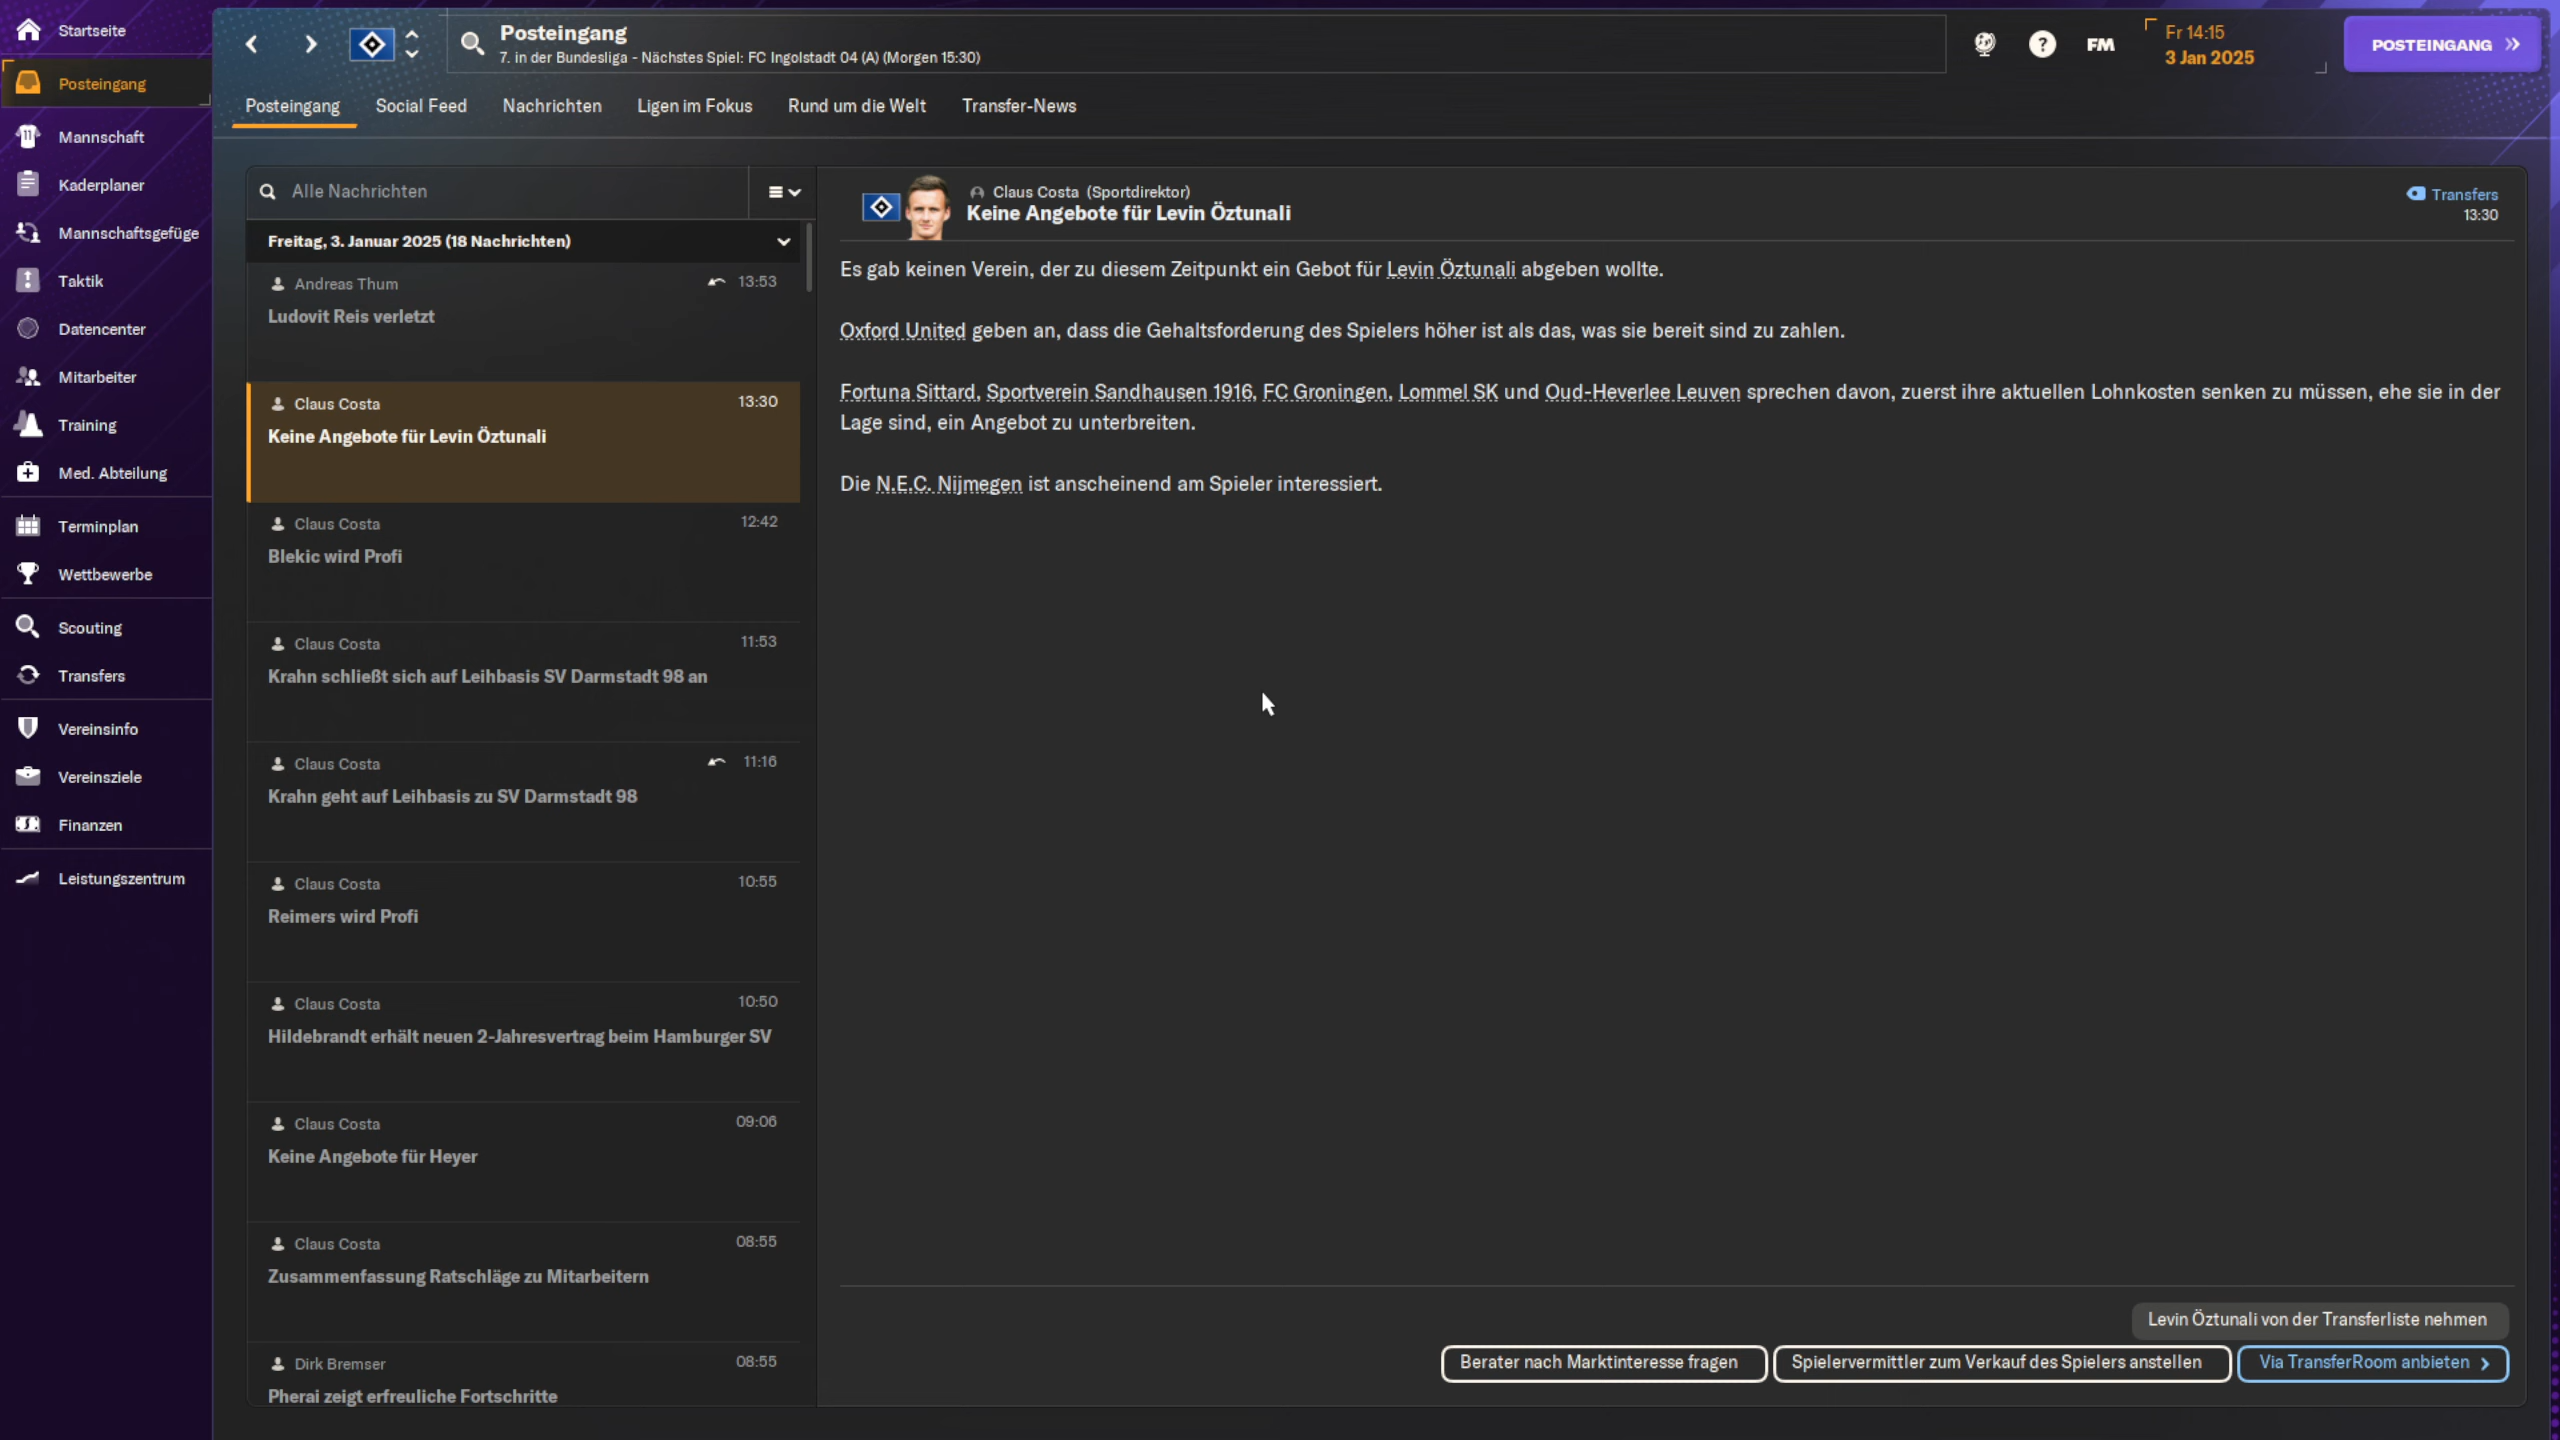 Startseite
Posteingang
Mannschaft
Kaderplaner
Mannschaftsgefüge
Taktik
Datencenter
Mitarbeiter
Training
Med. Abteilung
Terminplan
Wettbewerbe
Scouting
Transfers
Vereinsinfo
Vereinsziele
Finanzen
Leistungszentrum
Posteingang
7. in der Bundesliga - Nächstes Spiel: FC Ingolstadt 04 (A) (Morgen 15:30)
FM
Fr 14:15
3 Jan 2025
POSTEINGANG
Posteingang Social Feed Nachrichten Ligen im Fokus Rund um die Welt Transfer-News
Alle Nachrichten
Freitag, 3. Januar 2025 (18 Nachrichten)
Andreas Thum 13:53
Ludovit Reis verletzt
Claus Costa 13:30
Keine Angebote für Levin Öztunali
Claus Costa 12:42
Blekic wird Profi
Claus Costa 11:53
Krahn schließt sich auf Leihbasis SV Darmstadt 98 an
Claus Costa 11:16
Krahn geht auf Leihbasis zu SV Darmstadt 98
Claus Costa 10:55
Reimers wird Profi
Claus Costa 10:50
Hildebrandt erhält neuen 2-Jahresvertrag beim Hamburger SV
Claus Costa 09:06
Keine Angebote für Heyer
Claus Costa 08:55
Zusammenfassung Ratschläge zu Mitarbeitern
Dirk Bremser 08:55
Pherai zeigt erfreuliche Fortschritte
Claus Costa (Sportdirektor)
Keine Angebote für Levin Öztunali
Transfers
13:30
Es gab keinen Verein, der zu diesem Zeitpunkt ein Gebot für Levin Öztunali abgeben wollte.
Oxford United geben an, dass die Gehaltsforderung des Spielers höher ist als das, was sie bereit sind zu zahlen.
Fortuna Sittard, Sportverein Sandhausen 1916, FC Groningen, Lommel SK und Oud-Heverlee Leuven sprechen davon, zuerst ihre aktuellen Lohnkosten senken zu müssen, ehe sie in der
Lage sind, ein Angebot zu unterbreiten.
Die N.E.C. Nijmegen ist anscheinend am Spieler interessiert.
Levin Öztunali von der Transferliste nehmen
Berater nach Marktinteresse fragen
Spielervermittler zum Verkauf des Spielers anstellen
Via TransferRoom anbieten